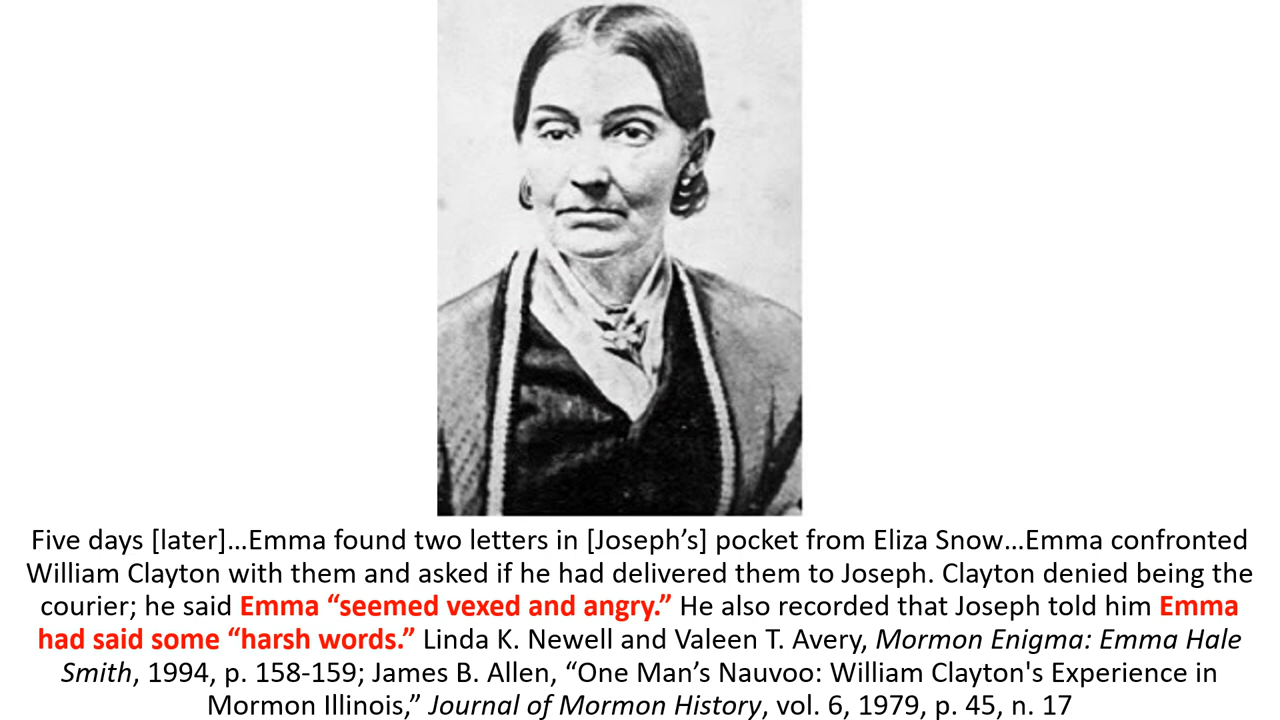 Five days [later]…Emma found two letters in [Joseph’s] pocket from Eliza Snow…Emma confronted
William Clayton with them and asked if he had delivered them to Joseph. Clayton denied being the
courier; he said Emma “seemed vexed and angry.” He also recorded that Joseph told him Emma
had said some “harsh words.” Linda K. Newell and Valeen T. Avery, Mormon Enigma: Emma Hale
Smith, 1994, p. 158-159; James B. Allen, “One Man’s Nauvoo: William Clayton's Experience in
Mormon Illinois,” Journal of Mormon History, vol. 6, 1979, p. 45, n. 17